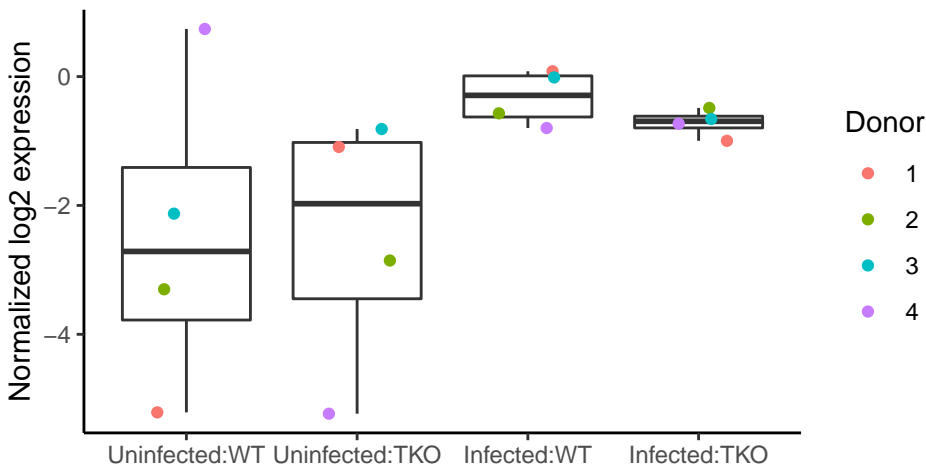 Normalized log2 expression
0
−2
−4
Uninfected:WT
Uninfected:TKO
Infected:WT
Infected:TKO
Donor
1
2
3
4